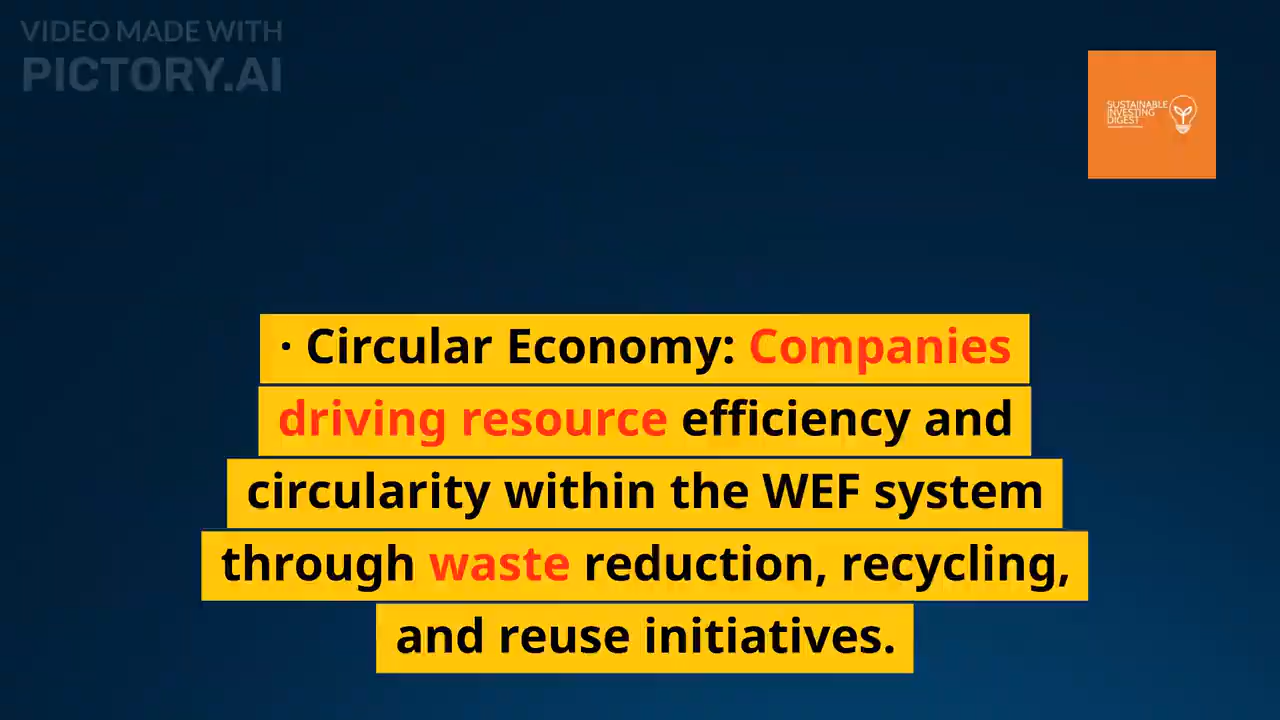 VIDEO MADE WITH
PICTORY.AI
SUSTAINABLE
INVESTING
DIGEST
· Circular Economy: Companies
driving resource efficiency and
circularity within the WEF system
through waste reduction, recycling,
and reuse initiatives.